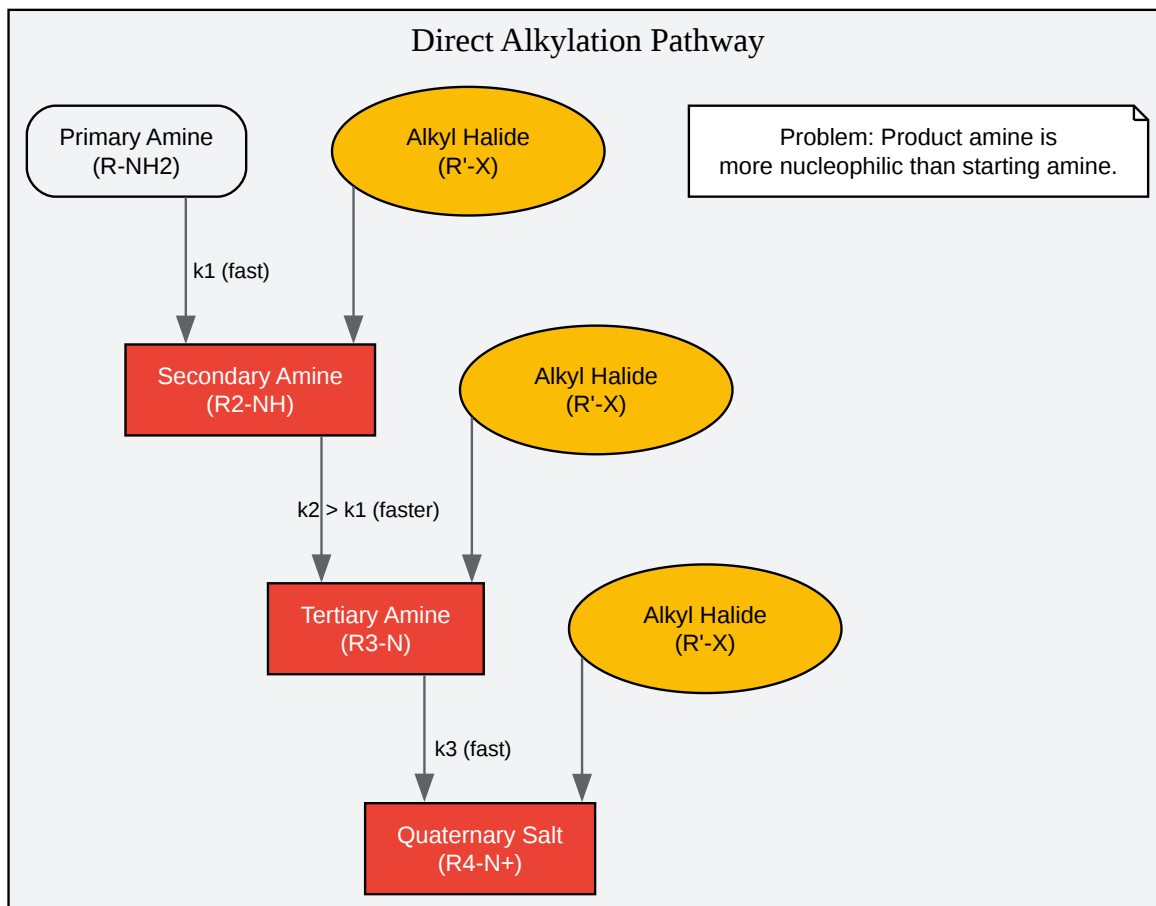 Direct Alkylation Pathway
Primary Amine
(R-NH2)
Alkyl Halide
(R'-X)
Problem: Product amine is
more nucleophilic than starting amine.
k1 (fast)
Secondary Amine
(R2-NH)
Alkyl Halide
(R'-X)
k2 > k1 (faster)
Tertiary Amine
(R3-N)
Alkyl Halide
(R'-X)
k3 (fast)
Quaternary Salt
(R4-N+)